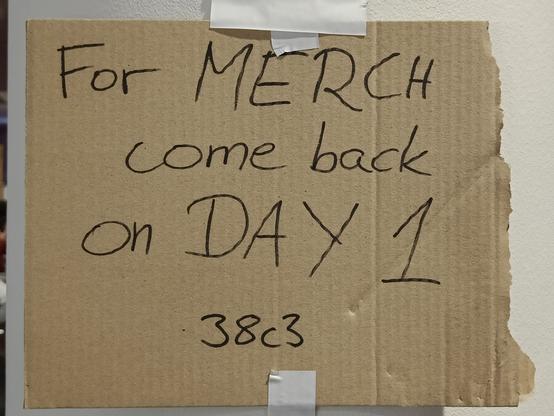 For MERCH
come back
on DAY 1
38c3